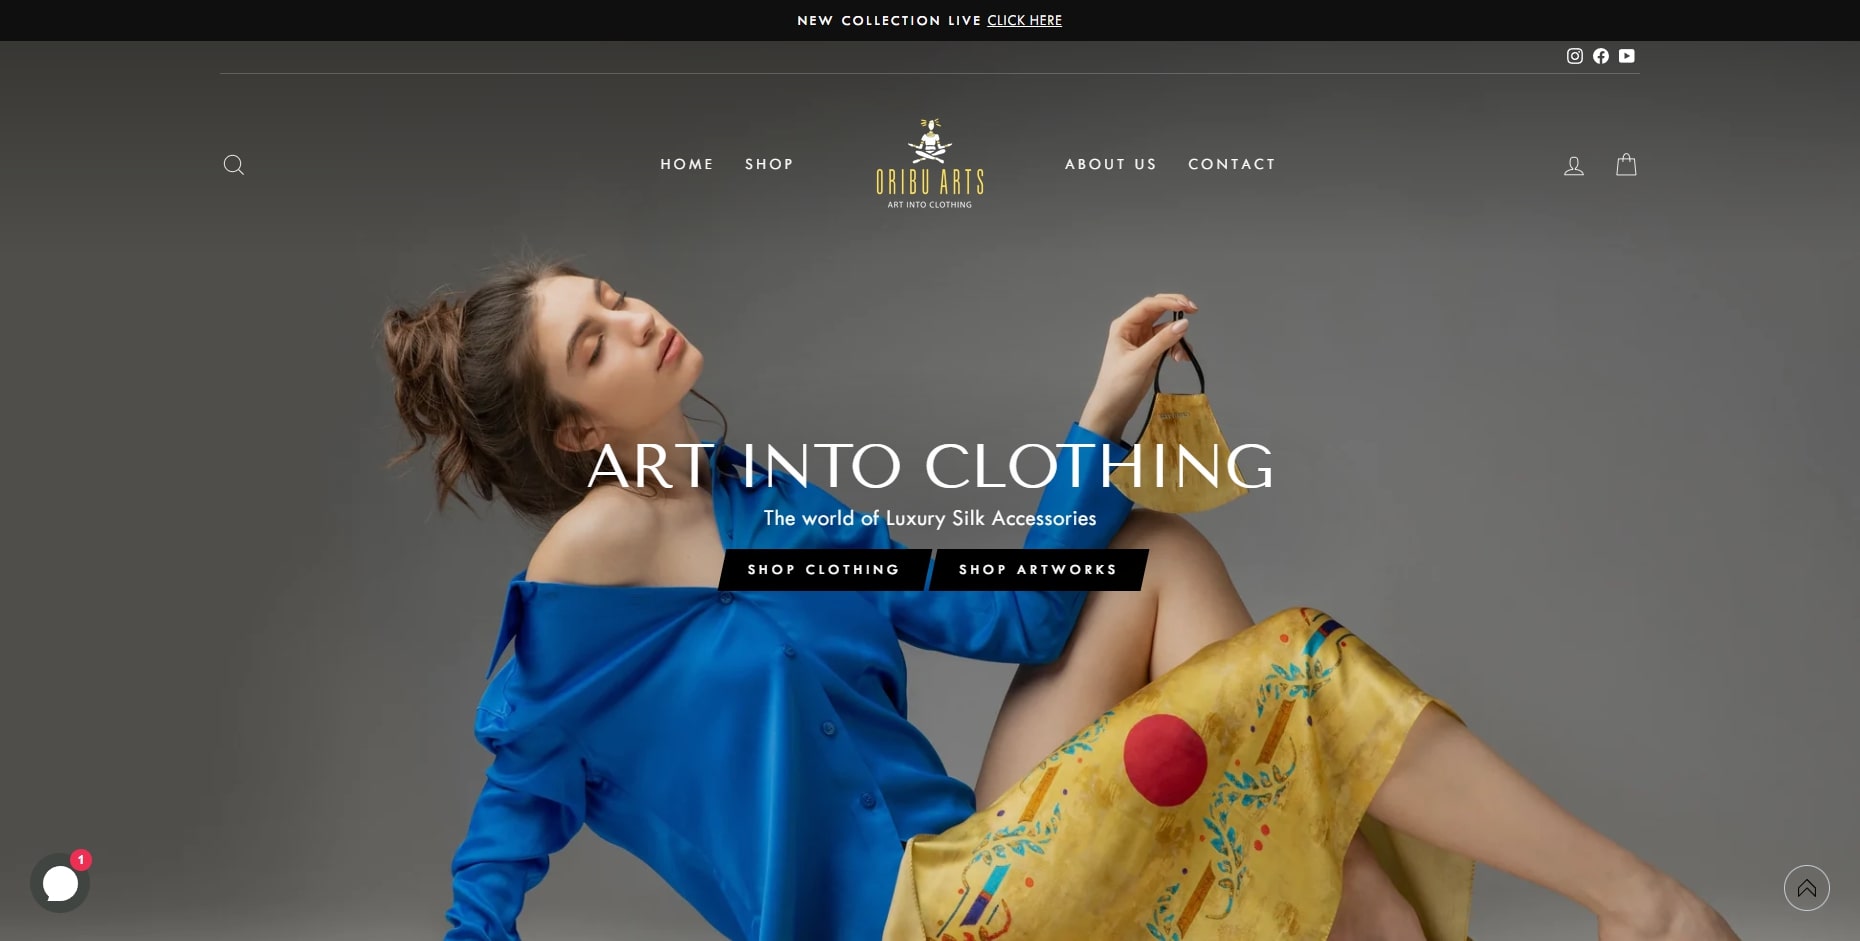 NEW COLLECTION LIVE CLICK HERE
HOME SHOP
ORIBU ARTS
ART INTO CLOTHING
ABOUT US CONTACT
ART INTO CLOTHING
The world of Luxury Silk Accessories
SHOP CLOTHING SHOP ARTWORKS
1